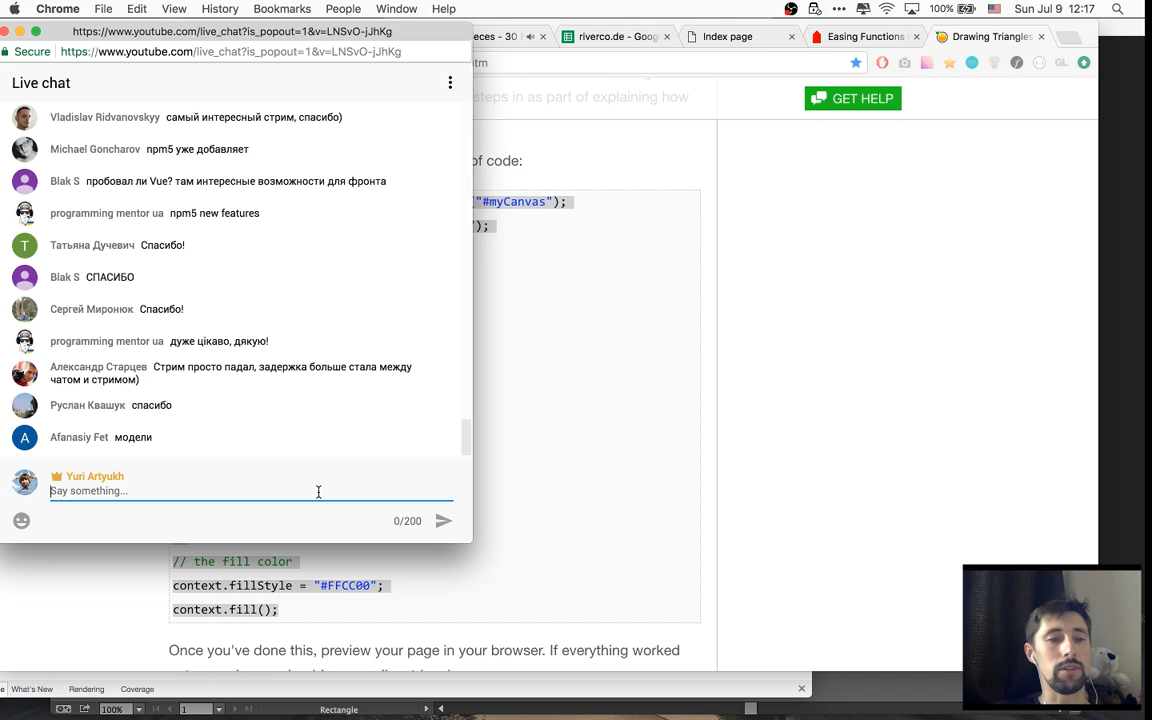 Chrome File Edit View History Bookmarks People Window Help 100% Sun Jul 9 12:17
https://www.youtube.com/live_chat?is_popout=1&v=LNSvO-jJhKg
eces - 30 riverco.de - Goog Index page Easing Functions Drawing Triangles
Secure https://www.youtube.com/live_chat?is_popout=1&v=LNSvO-jJhKg
tm
Live chat
steps in as part of explaining how
GET HELP
Vladislav Ridvanovskyy самый интересный стрим, спасибо)
Michael Goncharov npm5 уже добавляет
of code:
Blak S пробовал ли Vue? там интересные возможности для фронта
("#myCanvas");
programming mentor ua npm5 new features
");
Татьяна Дучевич Спасибо!
Blak S СПАСИБО
Сергей Миронюк Спасибо!
programming mentor ua дуже цікаво, дякую!
Александр Старцев Стрим просто падал, задержка больше стала между
чатом и стримом)
Руслан Квашук спасибо
A Afanasiy Fet модели
Yuri Artyukh
Say something...
0/200
// the fill color
context.fillStyle = "#FFCC00";
context.fill();
Once you've done this, preview your page in your browser. If everything worked
What's New Rendering Coverage
100% 1 Rectangle